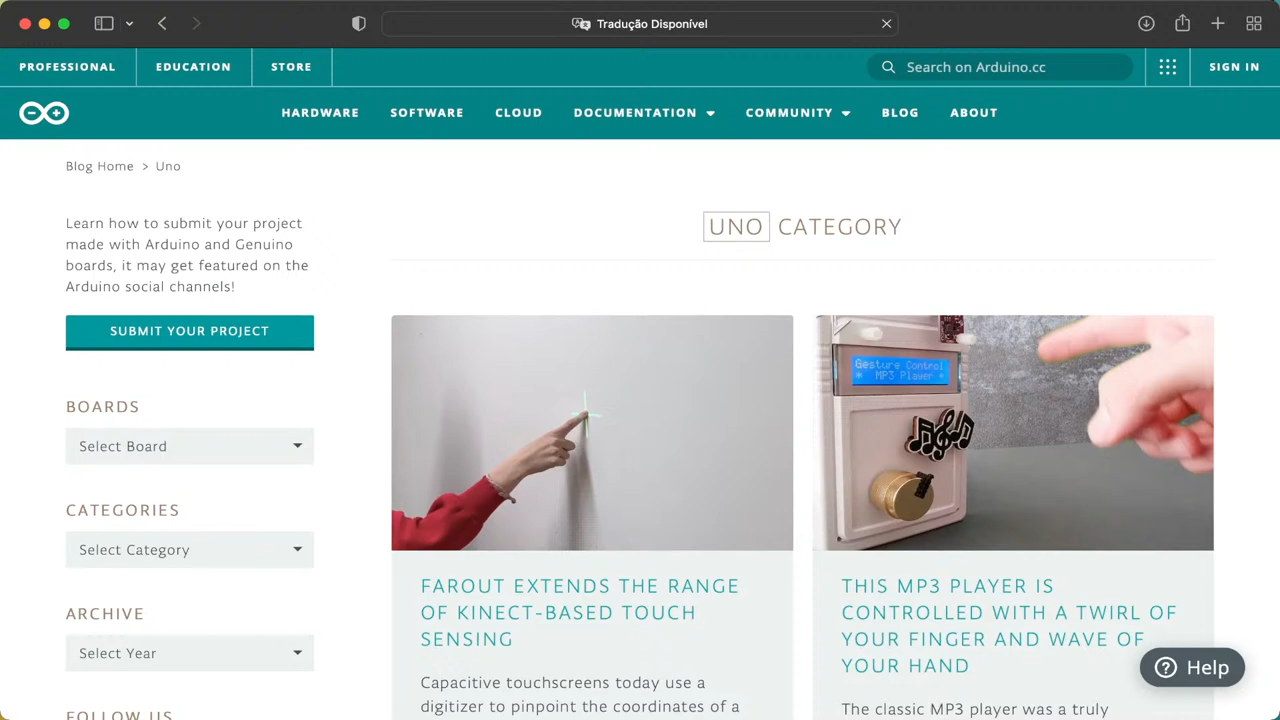 Tradução Disponível
PROFESSIONAL EDUCATION STORE
Search on Arduino.cc
SIGN IN
HARDWARE SOFTWARE CLOUD DOCUMENTATION COMMUNITY BLOG ABOUT
Blog Home > Uno
Learn how to submit your project
made with Arduino and Genuino
boards, it may get featured on the
Arduino social channels!
SUBMIT YOUR PROJECT
BOARDS
Select Board
CATEGORIES
Select Category
ARCHIVE
Select Year
FOLLOW US
UNO CATEGORY
FAROUT EXTENDS THE RANGE
OF KINECT-BASED TOUCH
SENSING
Capacitive touchscreens today use a
digitizer to pinpoint the coordinates of a
Gesture Control
* MP3 Player *
THIS MP3 PLAYER IS
CONTROLLED WITH A TWIRL OF
YOUR FINGER AND WAVE OF
YOUR HAND
The classic MP3 player was a truly
Help